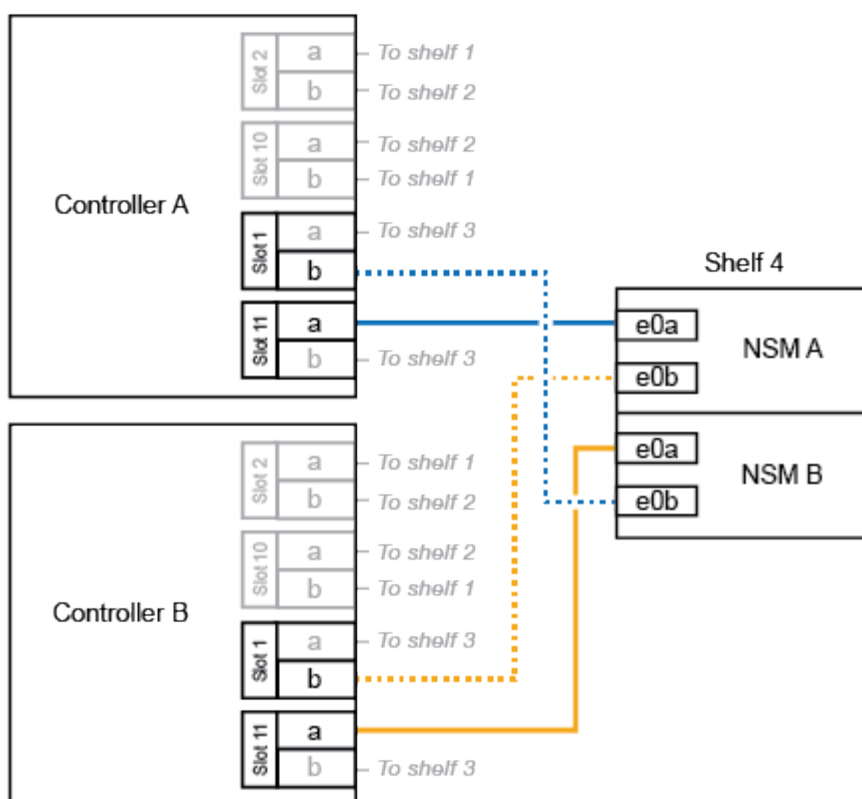 Controller A
Slot 2
a
To shelf 1
b
To shelf 2
Slot 10
a
To shelf 2
b
To shelf 1
Slot 1
a
To shelf 3
b
Slot 11
a
b
To shelf 3
Shelf 4
e0a
NSM A
e0b
e0a
NSM B
e0b
Controller B
Slot 2
a
To shelf 1
b
To shelf 2
Slot 10
a
To shelf 2
b
To shelf 1
Slot 1
a
To shelf 3
b
Slot 11
a
b
To shelf 3